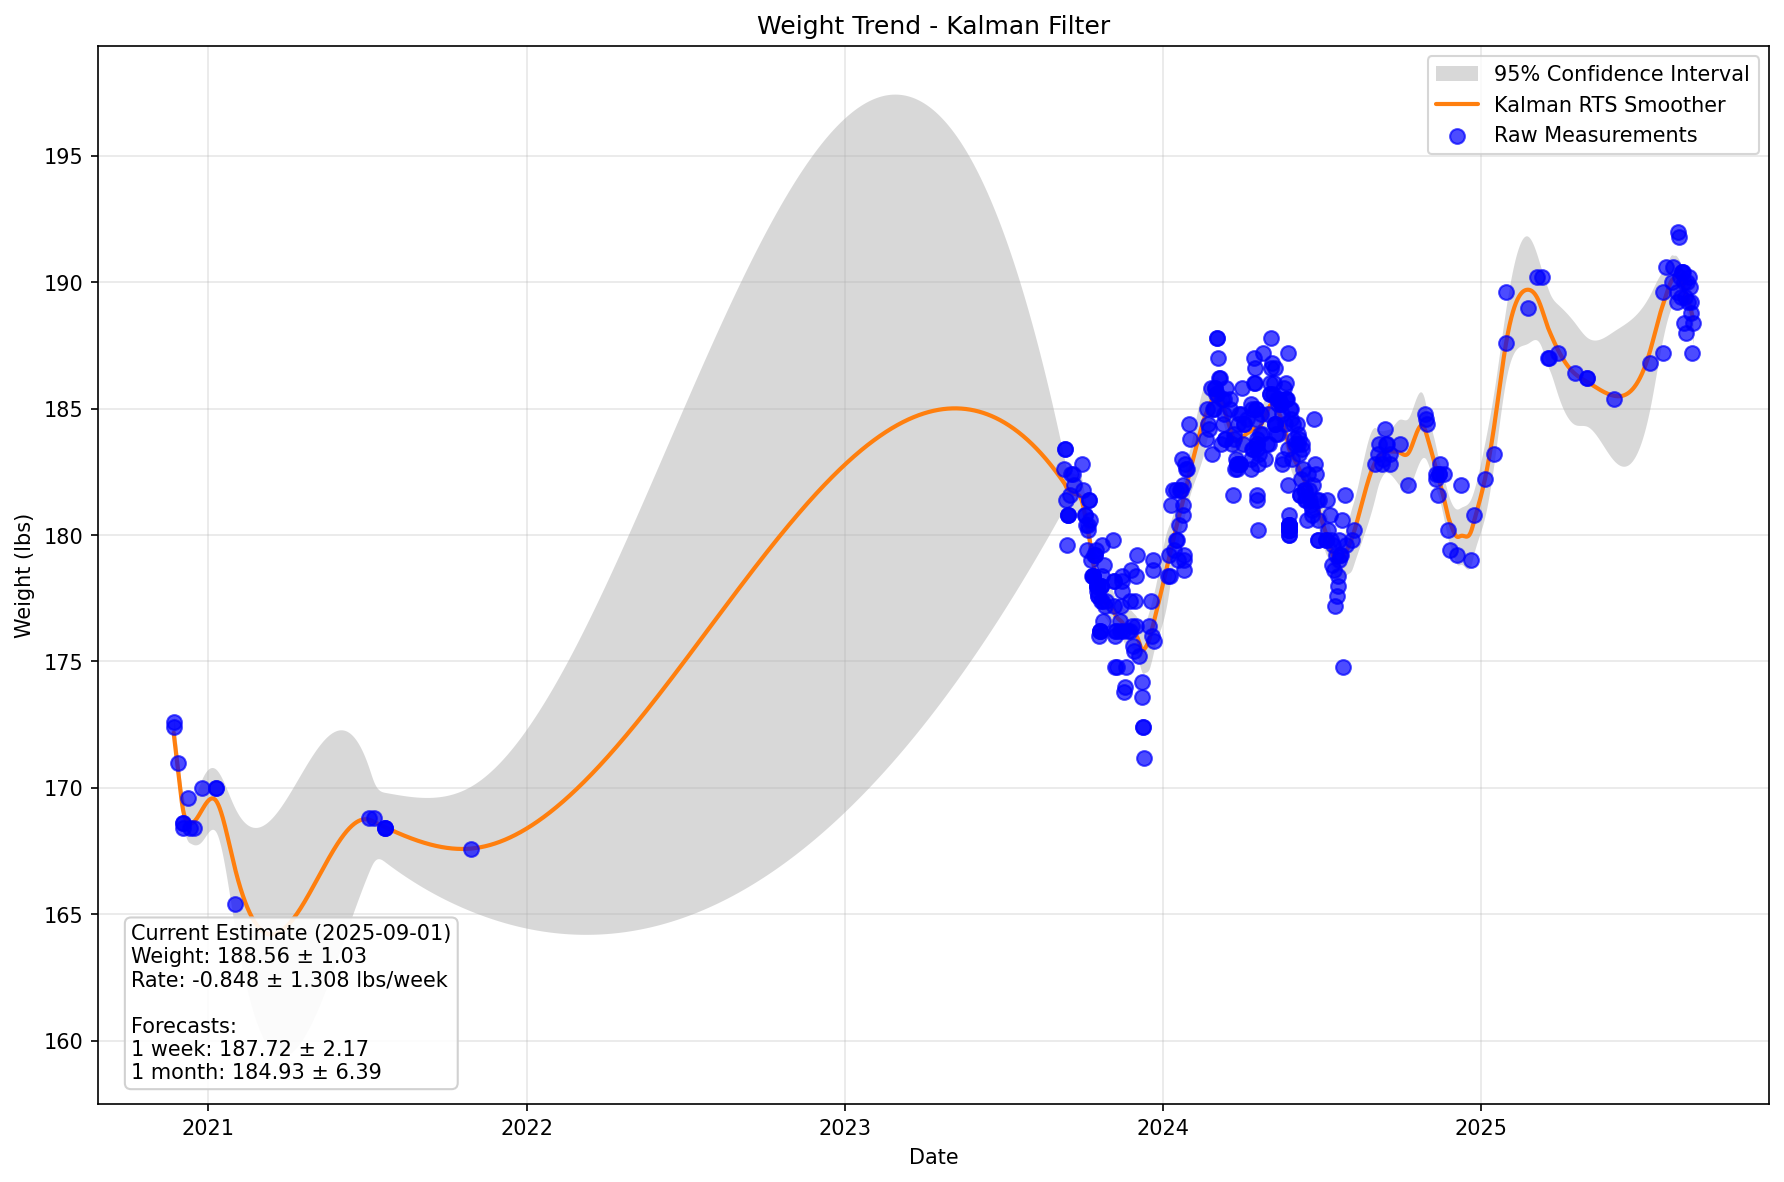 Weight Trend - Kalman Filter
95% Confidence Interval
Kalman RTS Smoother
Raw Measurements
Weight (lbs)
195
190
185
180
175
170
165
160
Current Estimate (2025-09-01)
Weight: 188.56 ± 1.03
Rate: -0.848 ± 1.308 lbs/week
Forecasts:
1 week: 187.72 ± 2.17
1 month: 184.93 ± 6.39
2021
2022
2023
2024
2025
Date